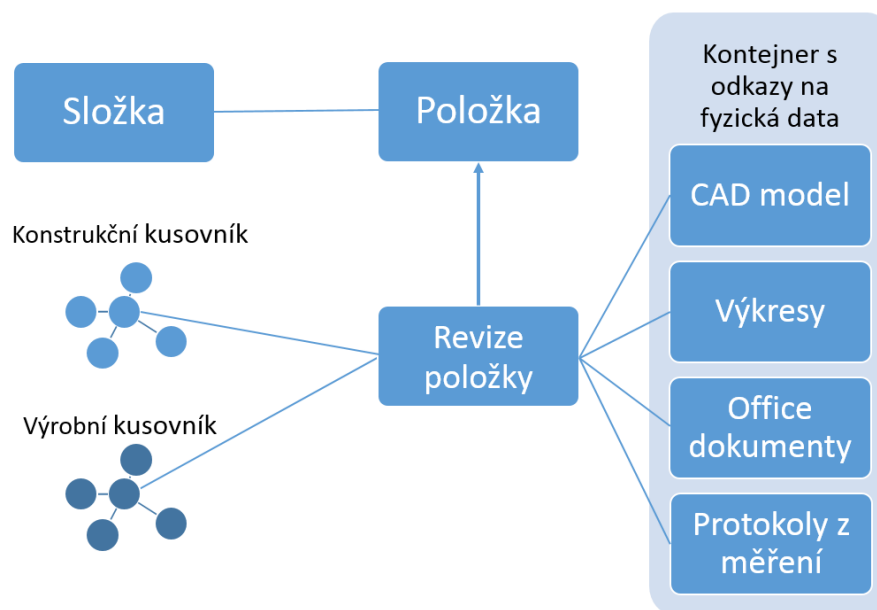 Složka
Položka
Kontejner s
odkazy na
fyzická data
CAD model
Konstrukční kusovník
Výkresy
Revize
položky
Office
dokumenty
Výrobní kusovník
Protokoly z
měření